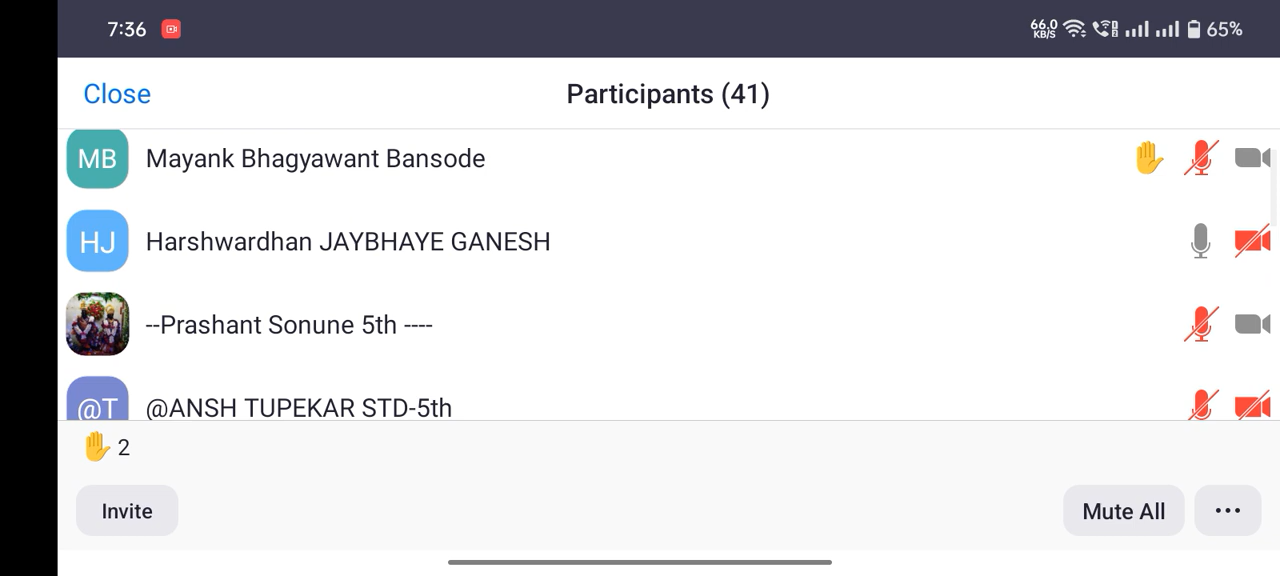 7:36 66.0 KB/S 65%
Close Participants (41)
MB Mayank Bhagyawant Bansode
HJ Harshwardhan JAYBHAYE GANESH
--Prashant Sonune 5th ----
@T @ANSH TUPEKAR STD-5th
2
Invite Mute All